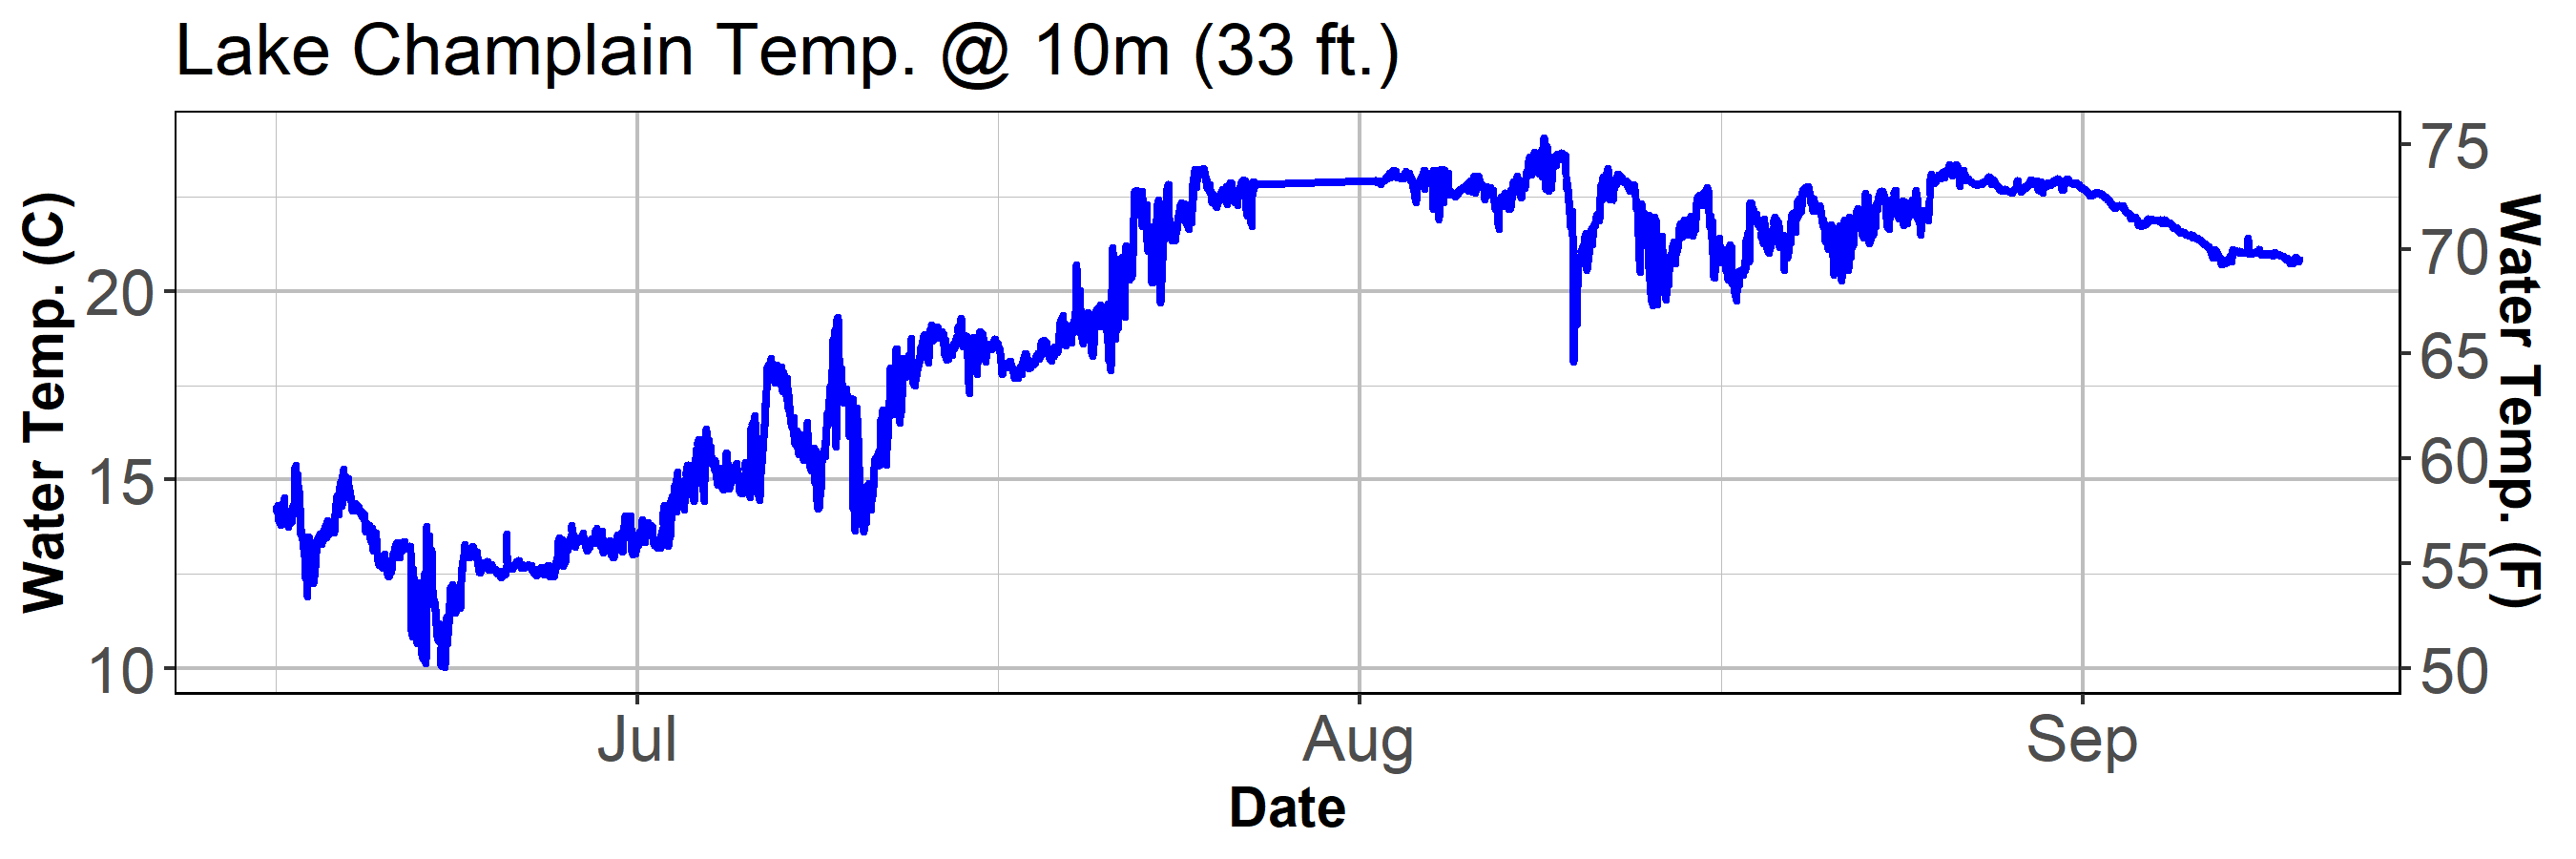 Lake Champlain Temp. @ 10m (33 ft.)
Water Temp. (C)
20
15
10
75
70
65
60
55
50
Water Temp. (F)
Jul
Aug
Sep
Date